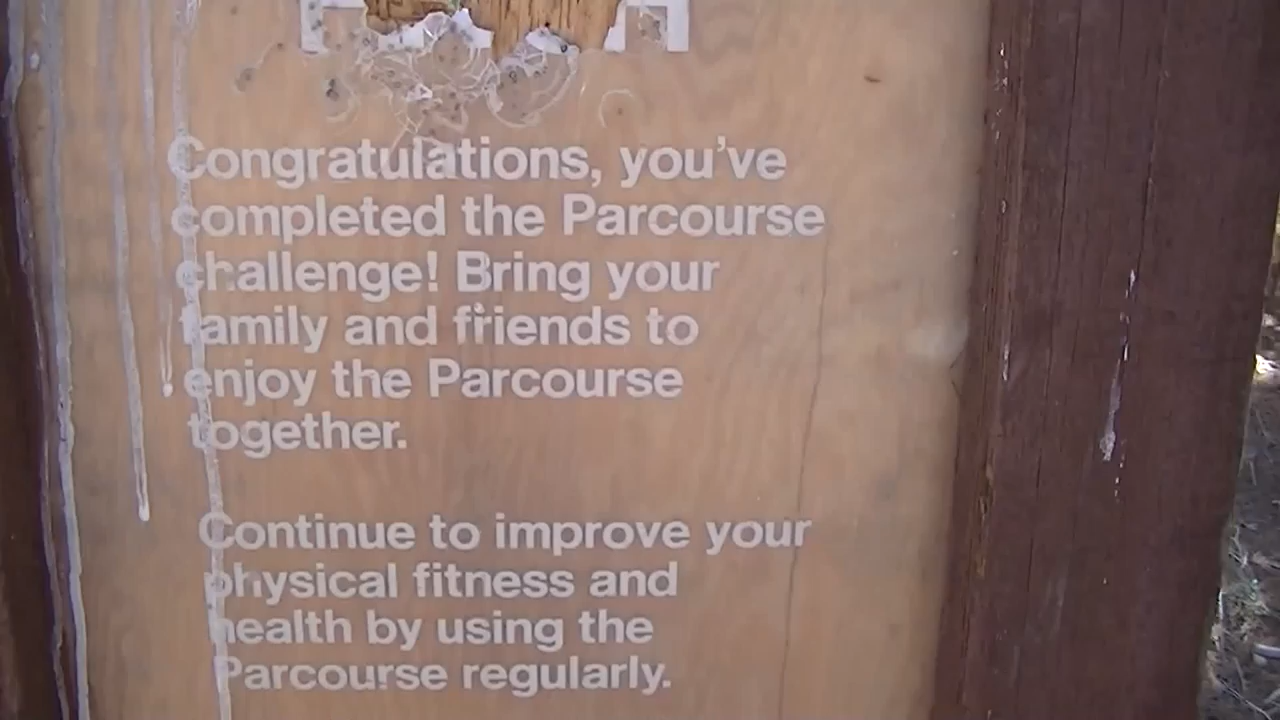 Congratulations, you've
completed the Parcourse
challenge! Bring your
family and friends to
enjoy the Parcourse
together.
Continue to improve your
physical fitness and
health by using the
Parcourse regularly.